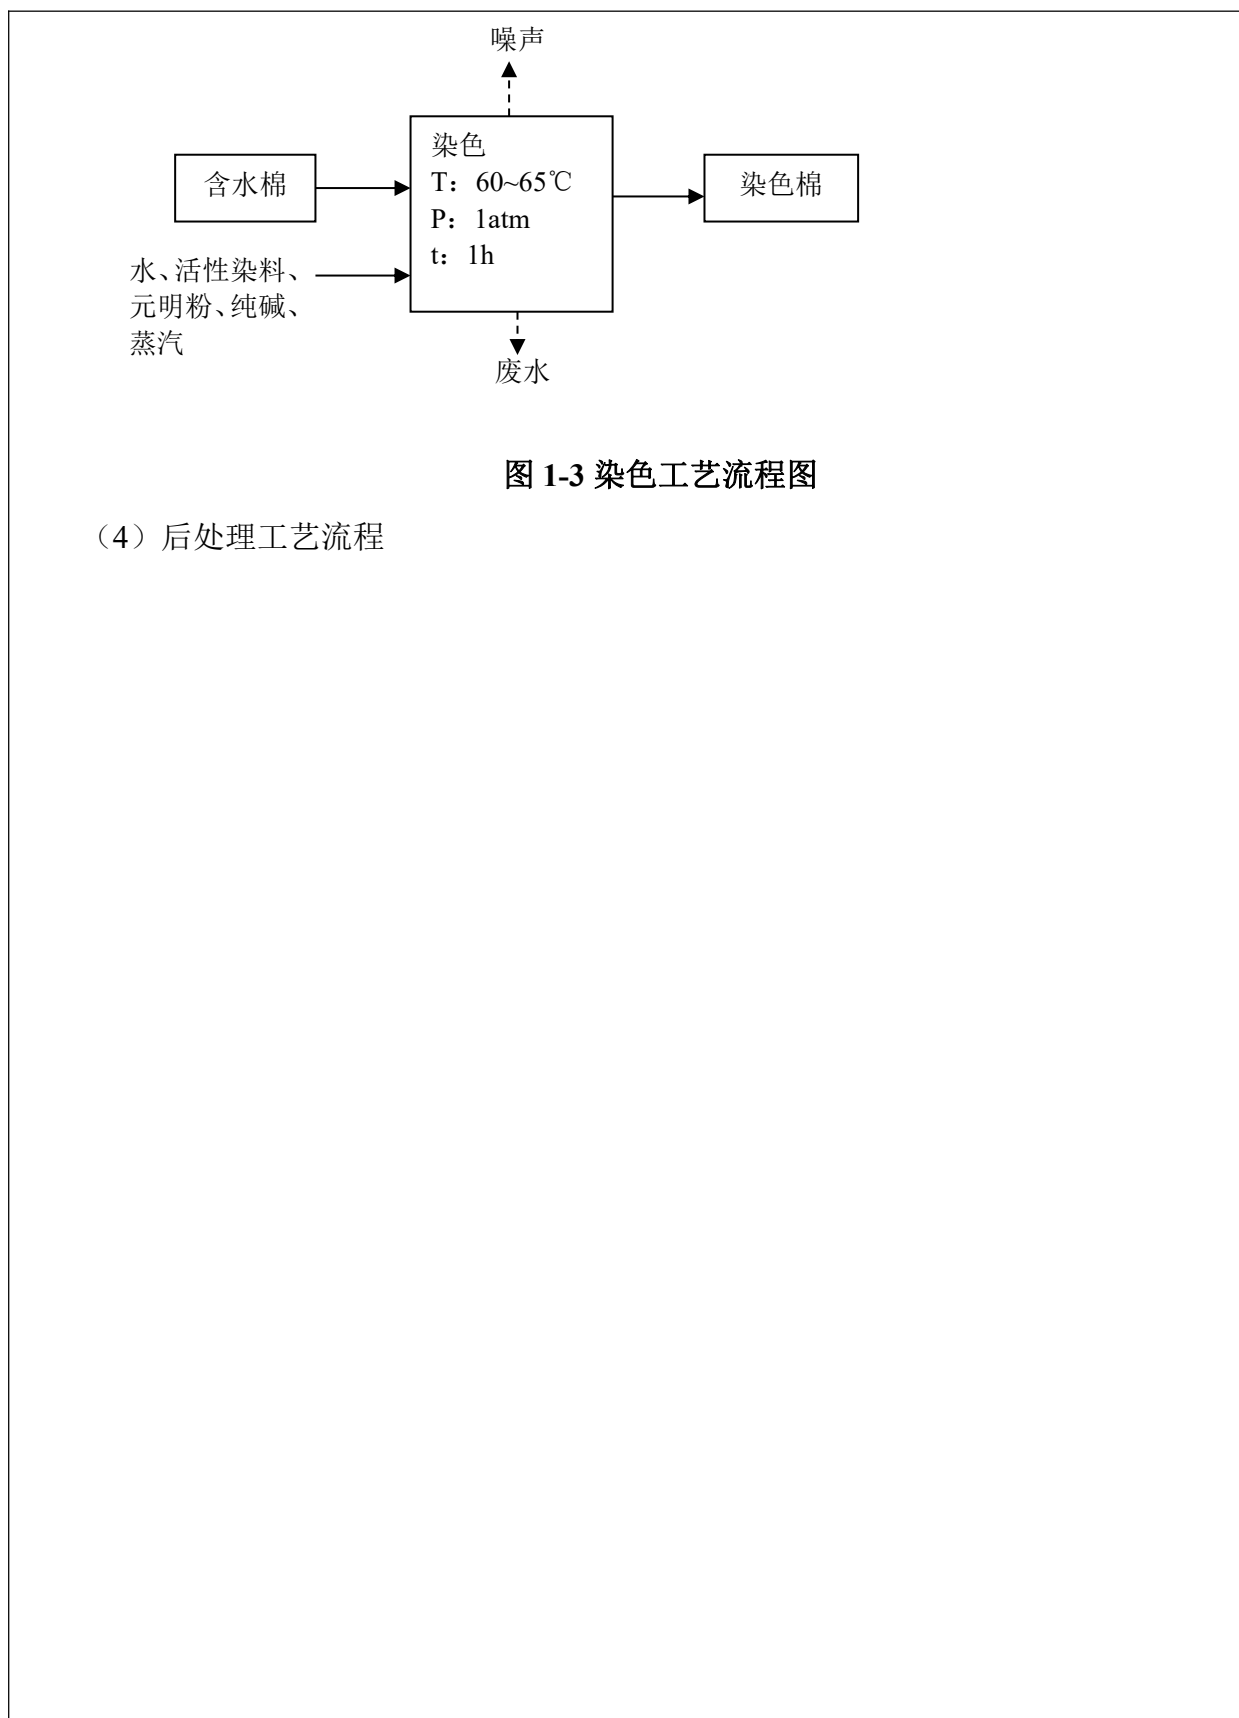 噪声
染色
T：60~65℃
P：1atm
t：1h
含水棉
染色棉
水、活性染料、
元明粉、纯碱、
蒸汽
废水
图 1-3 染色工艺流程图
（4）后处理工艺流程